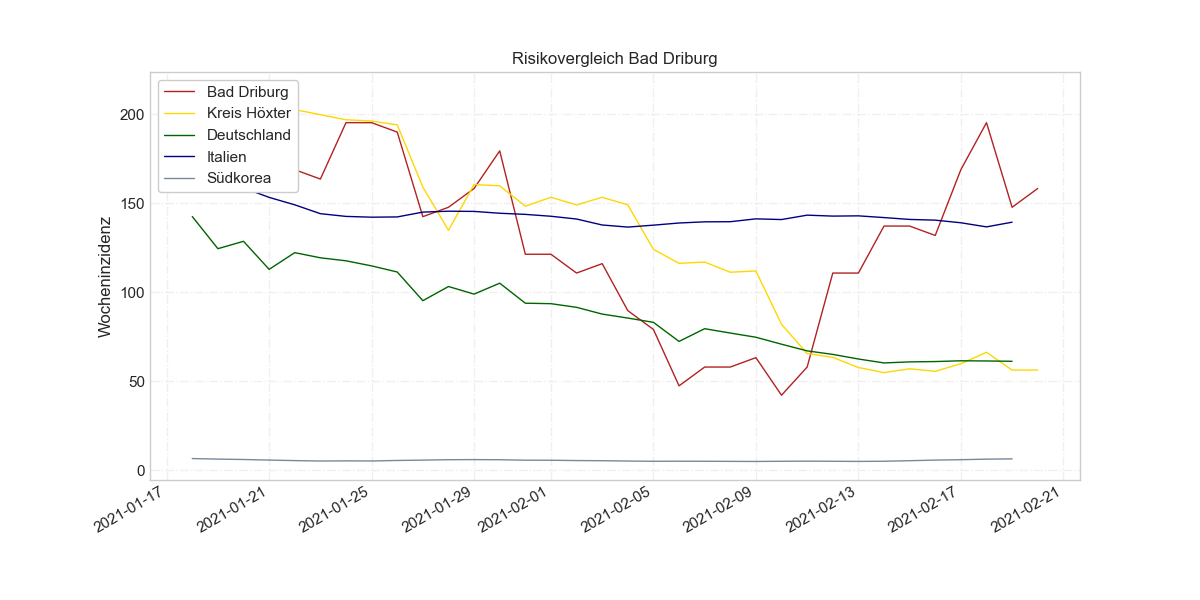 Risikovergleich Bad Driburg
Bad Driburg
Kreis Höxter
Deutschland
Italien
Südkorea
Wocheninzidenz
200
150
100
50
0
2021-01-17
2021-01-21
2021-01-25
2021-01-29
2021-02-01
2021-02-05
2021-02-09
2021-02-13
2021-02-17
2021-02-21